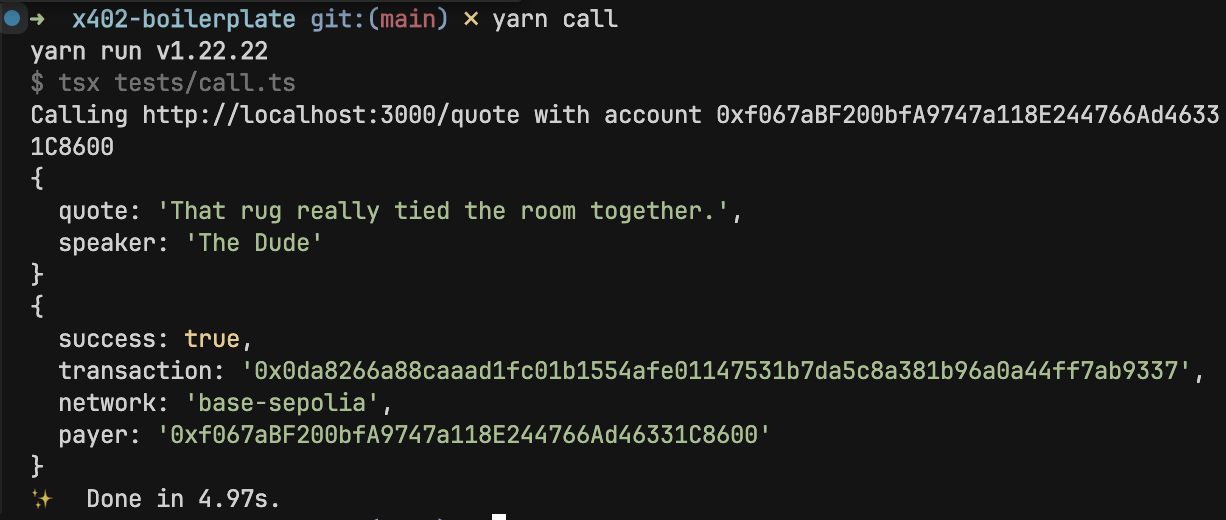 ➜ x402-boilerplate git:(main) ✗ yarn call
yarn run v1.22.22
$ tsx tests/call.ts
Calling http://localhost:3000/quote with account 0xf067aBF200bfA9747a118E244766Ad4633
1C8600
{
  quote: 'That rug really tied the room together.',
  speaker: 'The Dude'
}
{
  success: true,
  transaction: '0x0da8266a88caaad1fc01b1554afe01147531b7da5c8a381b96a0a44ff7ab9337',
  network: 'base-sepolia',
  payer: '0xf067aBF200bfA9747a118E244766Ad46331C8600'
}
✨ Done in 4.97s.